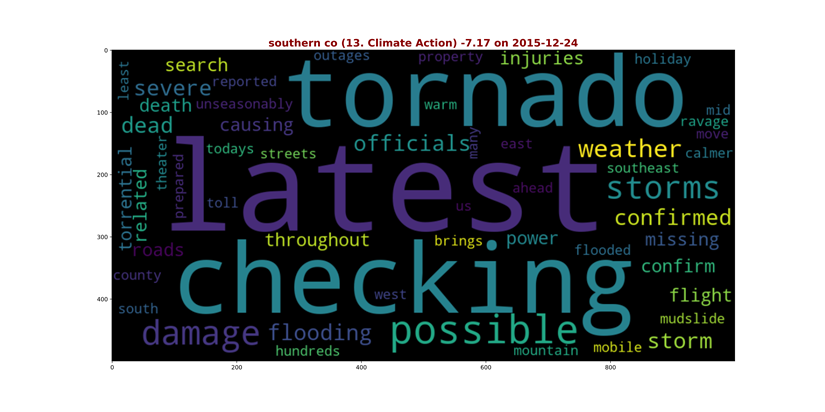 southern co (13. Climate Action) -7.17 on 2015-12-24
0
100
200
300
400
0
200
400
600
800
outages
property
injuries
holiday
search
tornado
least
severe
reported
death
unseasonably
warm
mid
ravage
dead
causing
officials
many
east
move
weather
calmer
theater
todays
streets
latest
southeast
torrential
related
prepared
toll
us
ahead
storms
confirmed
roads
throughout
brings
power
flooded
missing
county
checking
west
confirm
south
flight
damage
flooding
possible
mudslide
storm
hundreds
mountain
mobile